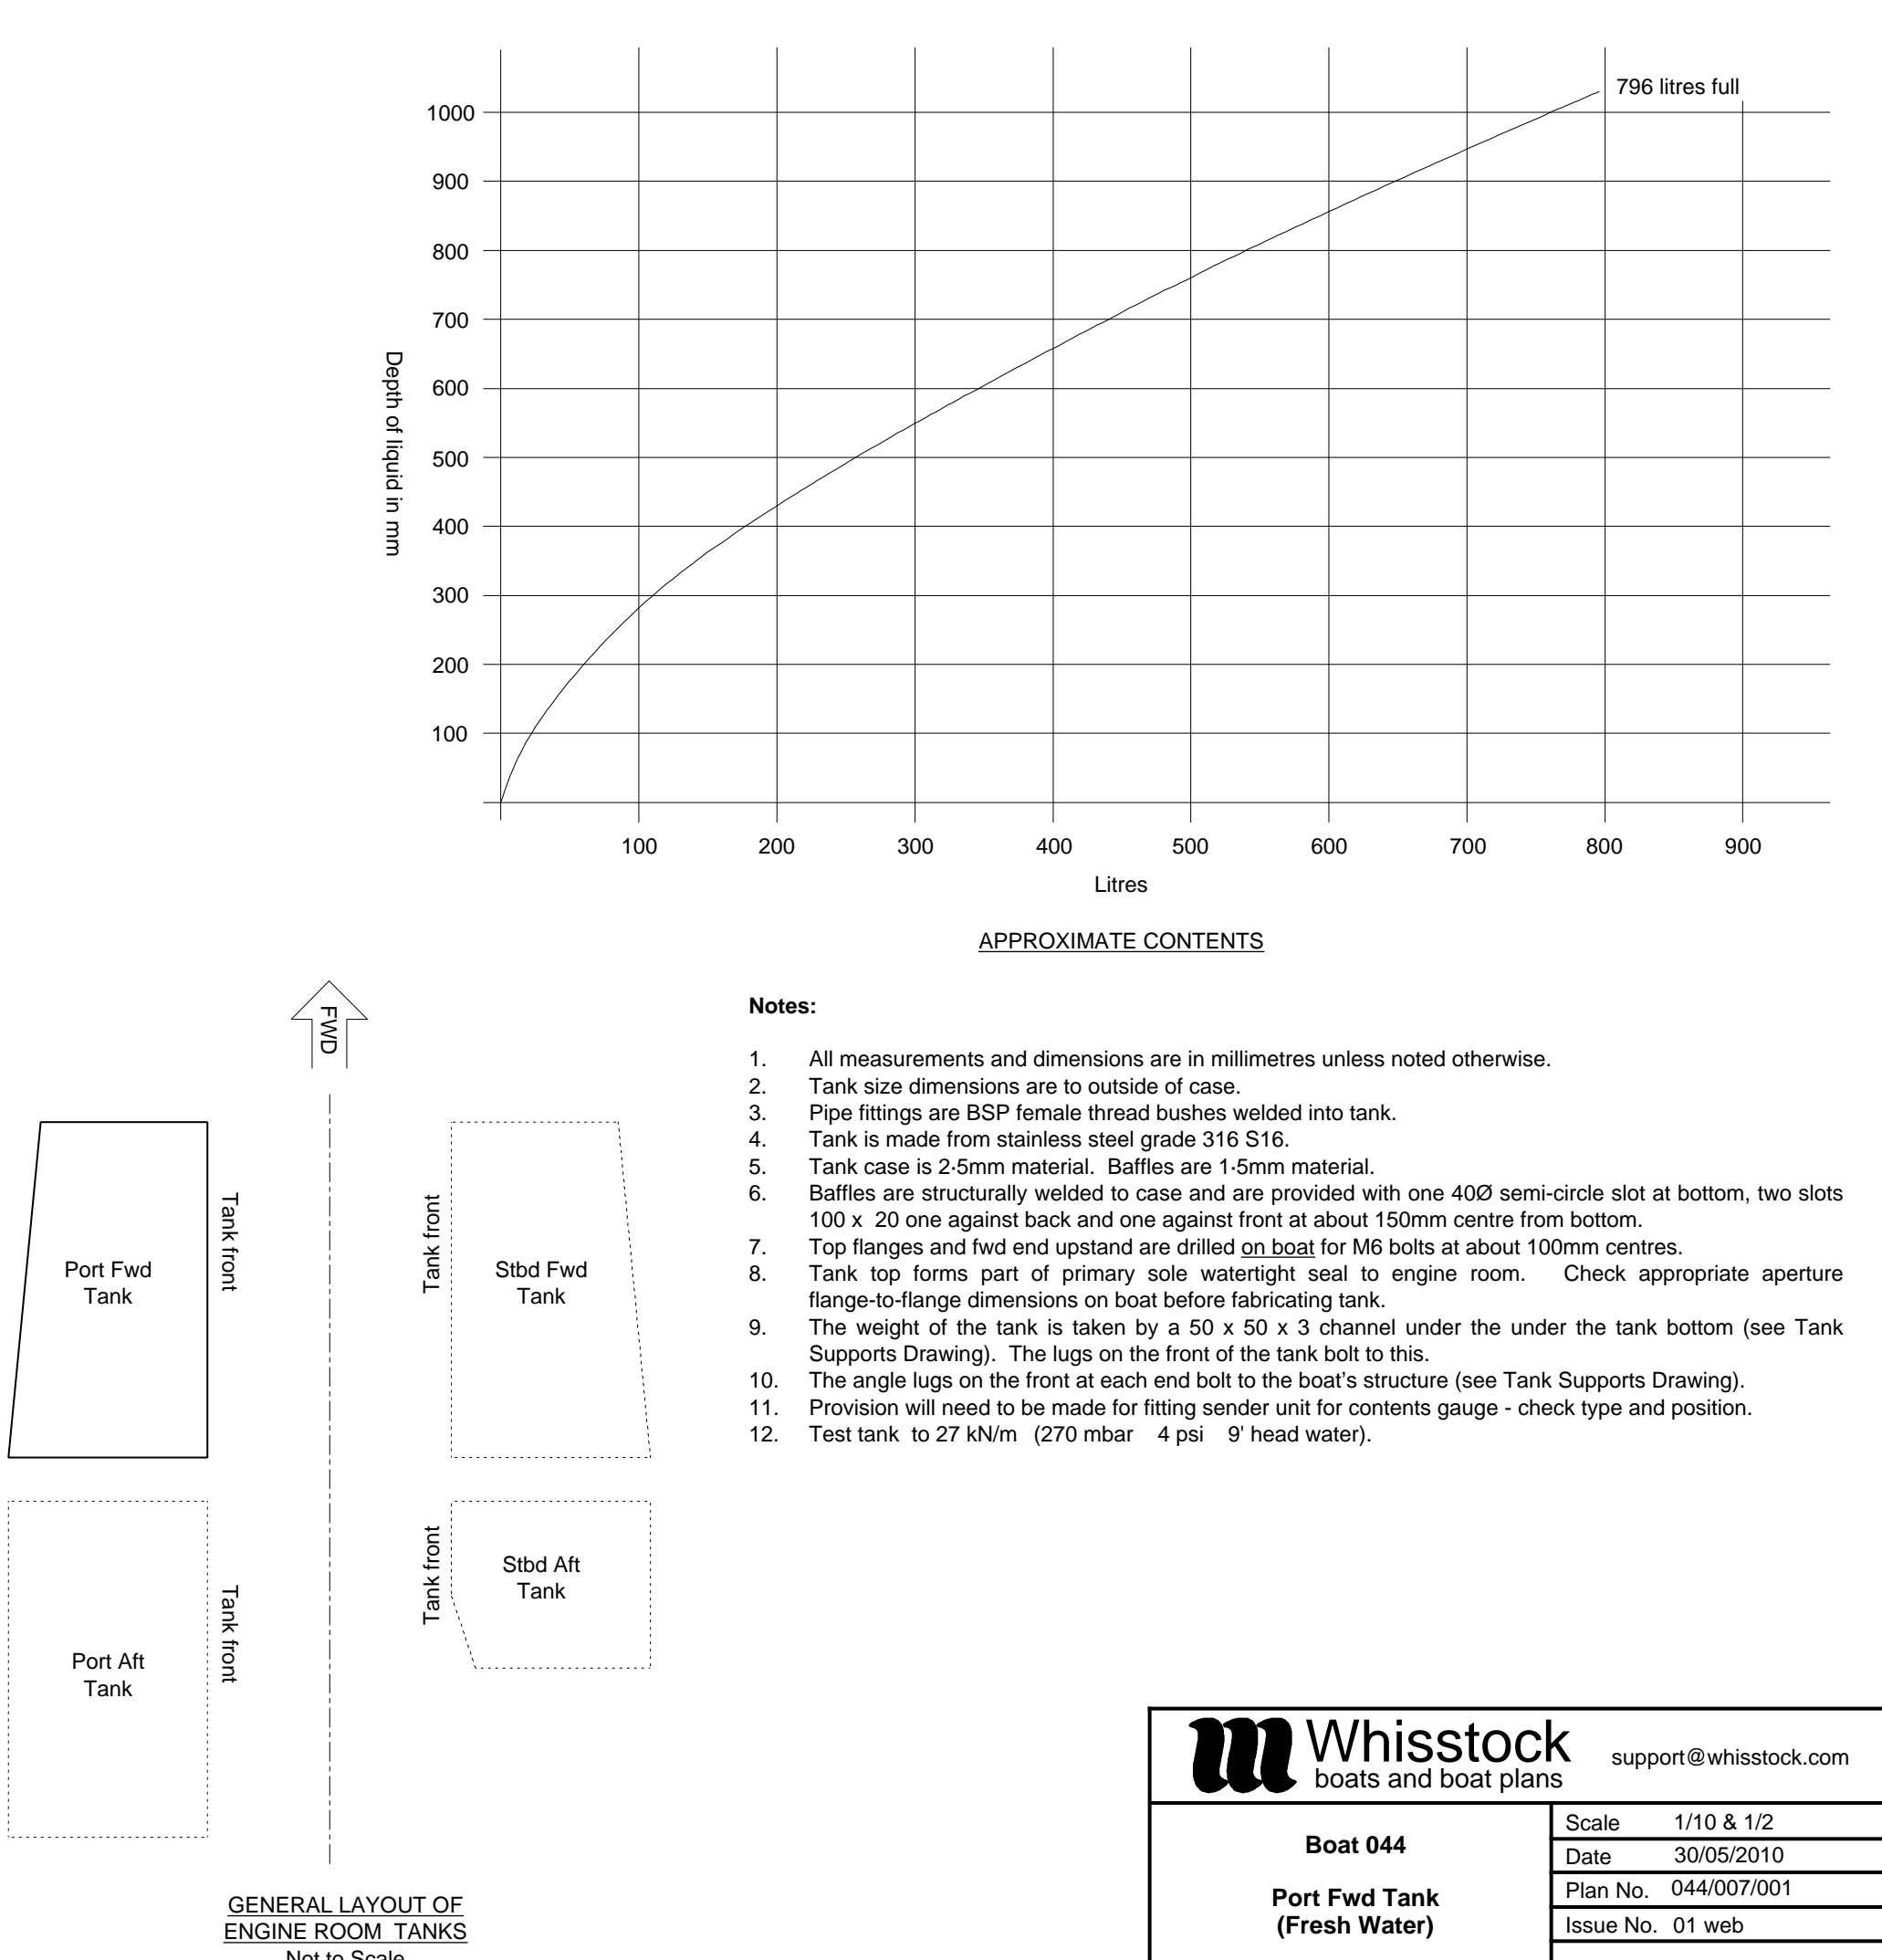 796 litres full
1000
900
800
700
600
500
400
300
200
100
Depth of liquid in mm
100 200 300 400 500 600 700 800 900
Litres
APPROXIMATE CONTENTS
FWD
Port Fwd
Tank
Tank front
Tank front
Stbd Fwd
Tank
Port Aft
Tank
Tank front
Tank front
Stbd Aft
Tank
GENERAL LAYOUT OF
ENGINE ROOM TANKS
Not to Scale
Notes:
1. All measurements and dimensions are in millimetres unless noted otherwise.
2. Tank size dimensions are to outside of case.
3. Pipe fittings are BSP female thread bushes welded into tank.
4. Tank is made from stainless steel grade 316 S16.
5. Tank case is 2·5mm material. Baffles are 1·5mm material.
6. Baffles are structurally welded to case and are provided with one 40Ø semi-circle slot at bottom, two slots
100 x 20 one against back and one against front at about 150mm centre from bottom.
7. Top flanges and fwd end upstand are drilled on boat for M6 bolts at about 100mm centres.
8. Tank top forms part of primary sole watertight seal to engine room. Check appropriate aperture
flange-to-flange dimensions on boat before fabricating tank.
9. The weight of the tank is taken by a 50 x 50 x 3 channel under the under the tank bottom (see Tank
Supports Drawing). The lugs on the front of the tank bolt to this.
10. The angle lugs on the front at each end bolt to the boat's structure (see Tank Supports Drawing).
11. Provision will need to be made for fitting sender unit for contents gauge - check type and position.
12. Test tank to 27 kN/m (270 mbar 4 psi 9' head water).
Whisstock
boats and boat plans
support@whisstock.com
Boat 044
Port Fwd Tank
(Fresh Water)
Scale 1/10 & 1/2
Date 30/05/2010
Plan No. 044/007/001
Issue No. 01 web